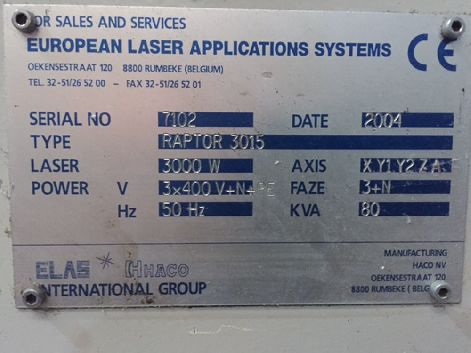 FOR SALES AND SERVICES
EUROPEAN LASER APPLICATIONS SYSTEMS CE
OEKENSESTRAAT 120 8800 RUMBEKE (BELGIUM)
TEL. 32-51/26 52 00 – FAX 32-51/26 52 01
SERIAL NO 7102 DATE 2004
TYPE RAPTOR 3015
LASER 3000 W AXIS X Y1 Y2 Z A
POWER V 3x400 V+N+PE FAZE 3+N
Hz 50 Hz KVA 80
ELAS HACO
INTERNATIONAL GROUP
MANUFACTURING
HACO NV
OEKENSESTRAAT 120
8800 RUMBEKE ( BELG